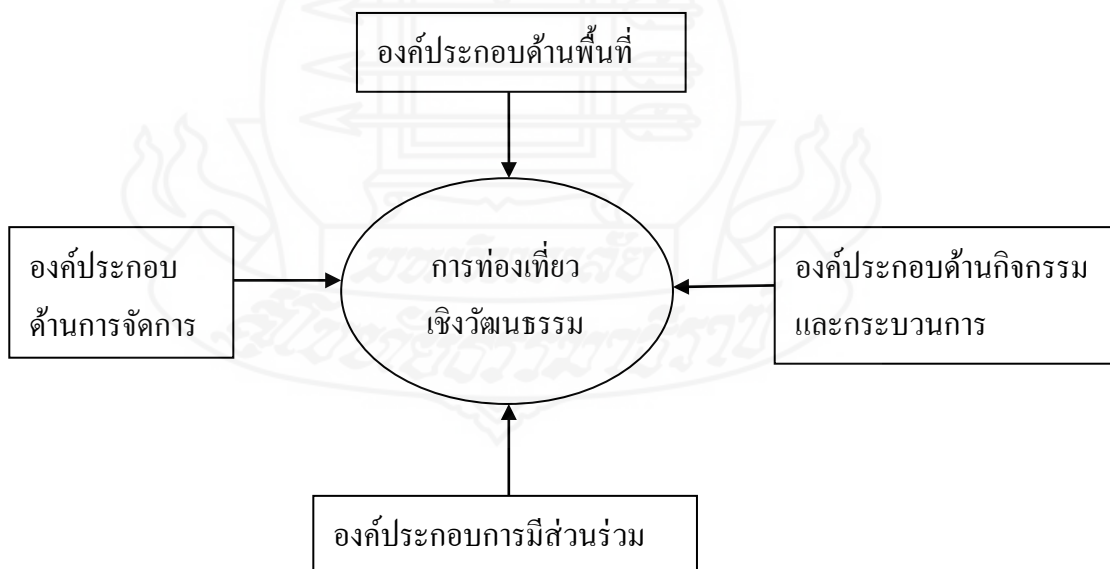 องค์ประกอบด้านพื้นที่
องค์ประกอบ
ด้านการจัดการ
การท่องเที่ยว
เชิงวัฒนธรรม
องค์ประกอบด้านกิจกรรม
และกระบวนการ
องค์ประกอบการมีส่วนร่วม